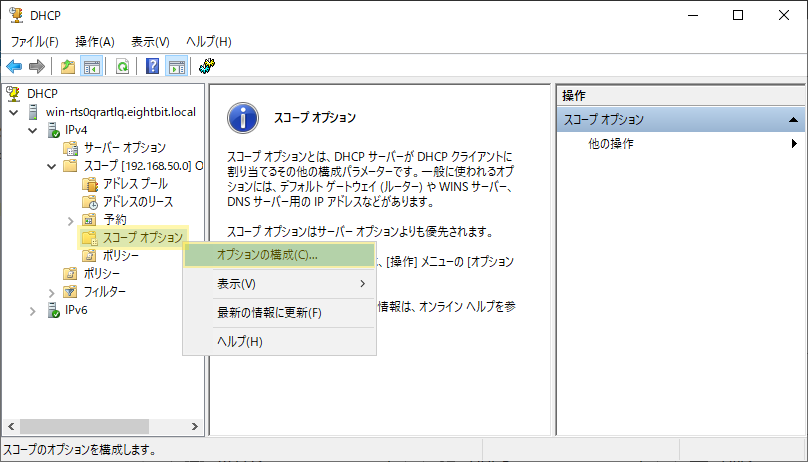 DHCP
ファイル(F) 操作(A) 表示(V) ヘルプ(H)
DHCP
win-rts0qrartlq.eightbit.local
IPv4
サーバー オプション
スコープ [192.168.50.0] O
アドレス プール
アドレスのリース
予約
スコープ オプション
ポリシー
ポリシー
フィルター
IPv6
スコープ オプション
スコープ オプションとは、DHCP サーバーが DHCP クライアントに
割り当てるその他の構成パラメーターです。一般に使われるオプ
ションには、デフォルト ゲートウェイ (ルーター) や WINS サーバー、
DNS サーバー用の IP アドレスなどがあります。
スコープ オプションはサーバー オプションよりも優先されます。
、[操作] メニューの [オプション
情報は、オンライン ヘルプを参
オプションの構成(C)...
表示(V)
最新の情報に更新(F)
ヘルプ(H)
操作
スコープ オプション
他の操作
スコープのオプションを構成します。